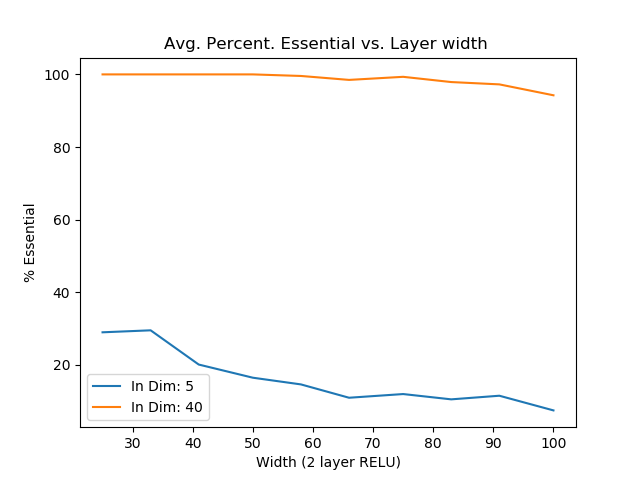 Avg. Percent. Essential vs. Layer width
% Essential
100
80
60
40
20
In Dim: 5
In Dim: 40
30 40 50 60 70 80 90 100
Width (2 layer RELU)